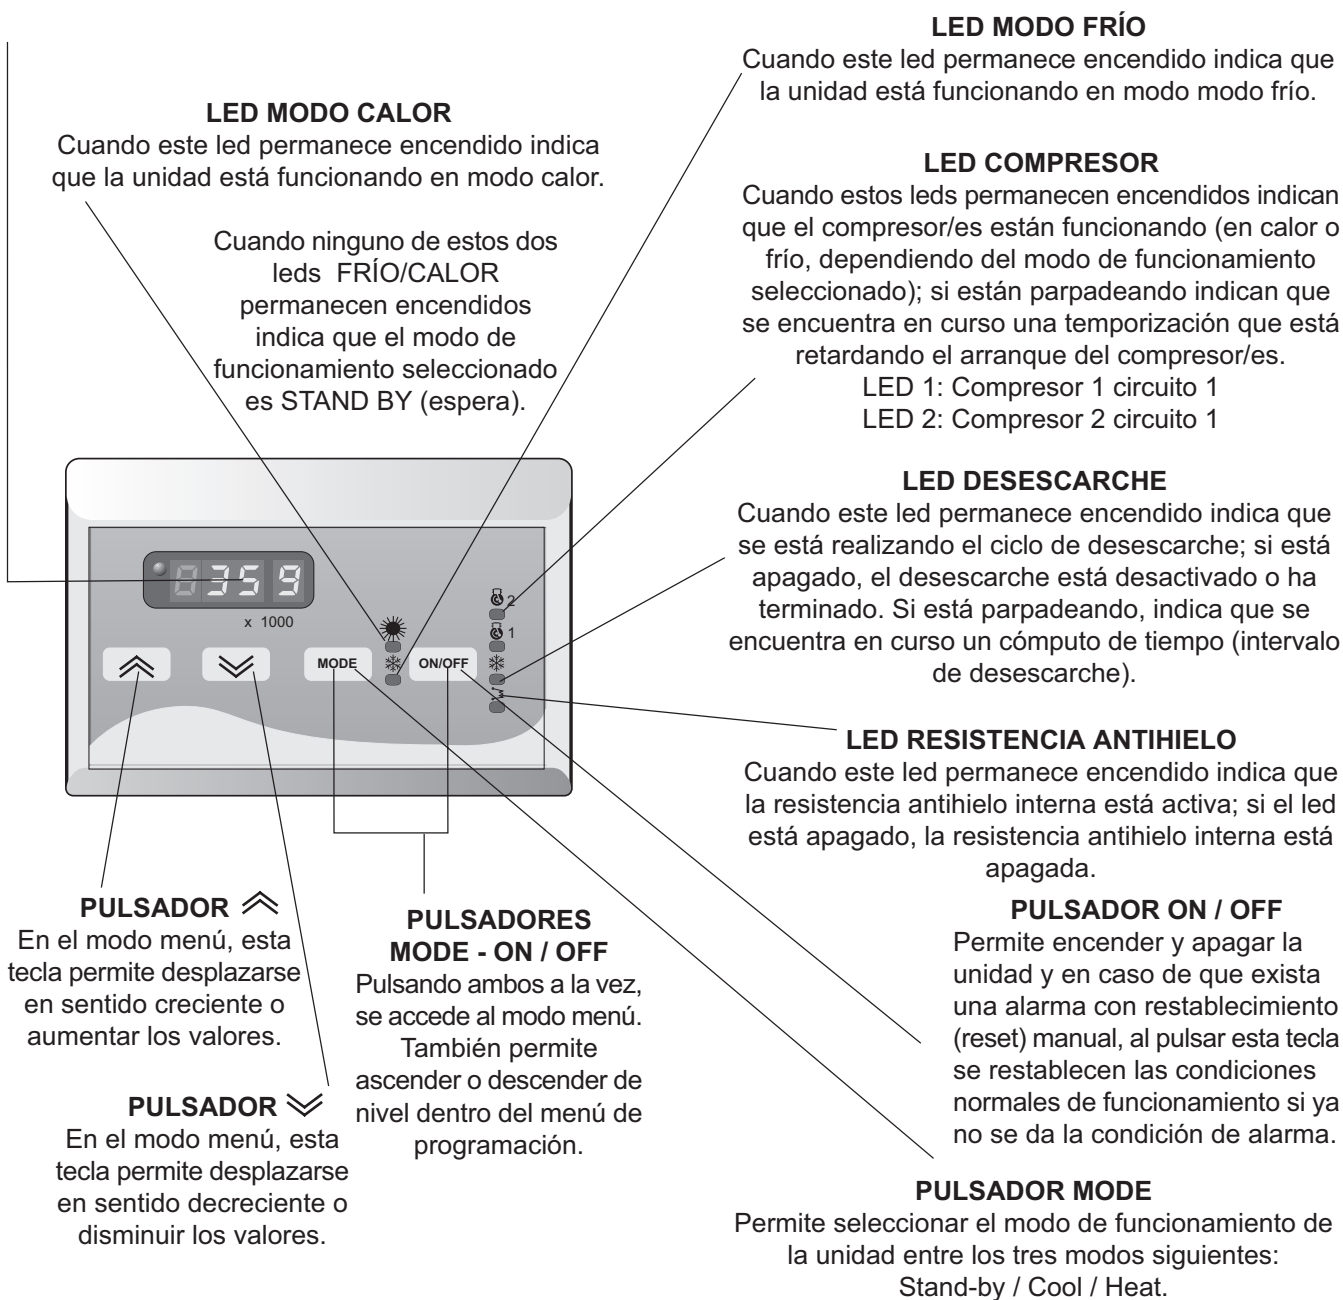 LED MODO FRÍO
Cuando este led permanece encendido indica que
la unidad está funcionando en modo modo frío.
LED MODO CALOR
Cuando este led permanece encendido indica
que la unidad está funcionando en modo calor.
Cuando ninguno de estos dos
leds FRÍO/CALOR
permanecen encendidos
indica que el modo de
funcionamiento seleccionado
es STAND BY (espera).
LED COMPRESOR
Cuando estos leds permanecen encendidos indican
que el compresor/es están funcionando (en calor o
frío, dependiendo del modo de funcionamiento
seleccionado); si están parpadeando indican que
se encuentra en curso una temporización que está
retardando el arranque del compresor/es.
LED 1: Compresor 1 circuito 1
LED 2: Compresor 2 circuito 1
LED DESESCARCHE
Cuando este led permanece encendido indica que
se está realizando el ciclo de desescarche; si está
apagado, el desescarche está desactivado o ha
terminado. Si está parpadeando, indica que se
encuentra en curso un cómputo de tiempo (intervalo
de desescarche).
359
x 1000
2
1
MODE
ON/OFF
LED RESISTENCIA ANTIHIELO
Cuando este led permanece encendido indica que
la resistencia antihielo interna está activa; si el led
está apagado, la resistencia antihielo interna está
apagada.
PULSADOR
En el modo menú, esta
tecla permite desplazarse
en sentido creciente o
aumentar los valores.
PULSADOR
En el modo menú, esta
tecla permite desplazarse
en sentido decreciente o
disminuir los valores.
PULSADORES
MODE - ON / OFF
Pulsando ambos a la vez,
se accede al modo menú.
También permite
ascender o descender de
nivel dentro del menú de
programación.
PULSADOR ON / OFF
Permite encender y apagar la
unidad y en caso de que exista
una alarma con restablecimiento
(reset) manual, al pulsar esta tecla
se restablecen las condiciones
normales de funcionamiento si ya
no se da la condición de alarma.
PULSADOR MODE
Permite seleccionar el modo de funcionamiento de
la unidad entre los tres modos siguientes:
Stand-by / Cool / Heat.